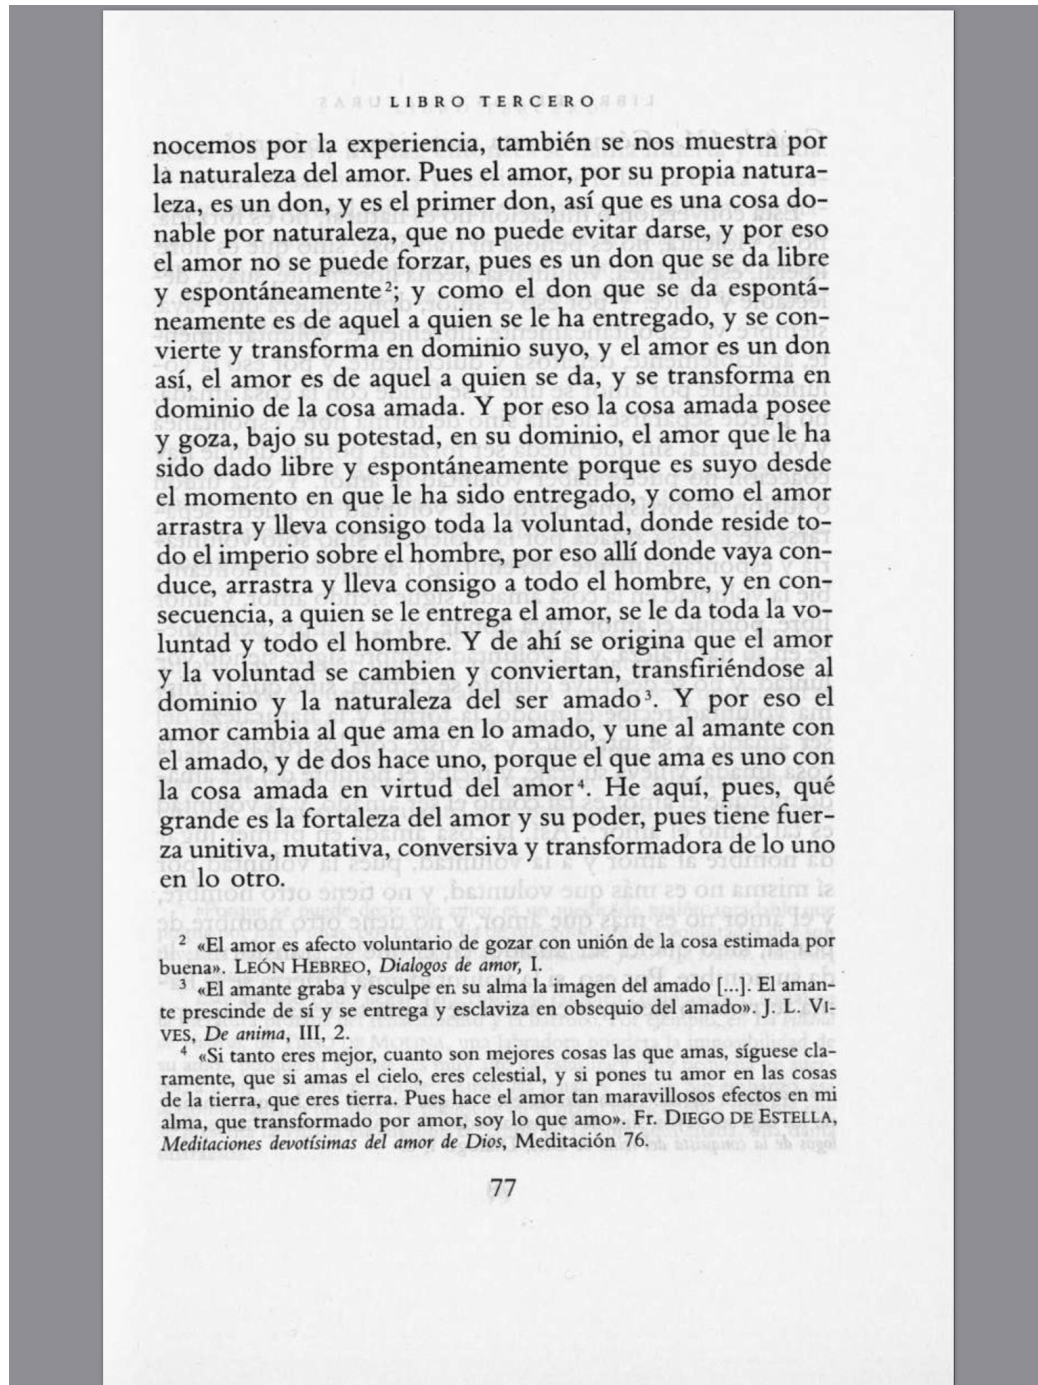 LIBRO TERCERO
nocemos por la experiencia, también se nos muestra por
la naturaleza del amor. Pues el amor, por su propia natura-
leza, es un don, y es el primer don, así que es una cosa do-
nable por naturaleza, que no puede evitar darse, y por eso
el amor no se puede forzar, pues es un don que se da libre
y espontáneamente²; y como el don que se da espontá-
neamente es de aquel a quien se le ha entregado, y se con-
vierte y transforma en dominio suyo, y el amor es un don
así, el amor es de aquel a quien se da, y se transforma en
dominio de la cosa amada. Y por eso la cosa amada posee
y goza, bajo su potestad, en su dominio, el amor que le ha
sido dado libre y espontáneamente porque es suyo desde
el momento en que le ha sido entregado, y como el amor
arrastra y lleva consigo toda la voluntad, donde reside to-
do el imperio sobre el hombre, por eso allí donde vaya con-
duce, arrastra y lleva consigo a todo el hombre, y en con-
secuencia, a quien se le entrega el amor, se le da toda la vo-
luntad y todo el hombre. Y de ahí se origina que el amor
y la voluntad se cambien y conviertan, transfiriéndose al
dominio y la naturaleza del ser amado³. Y por eso el
amor cambia al que ama en lo amado, y une al amante con
el amado, y de dos hace uno, porque el que ama es uno con
la cosa amada en virtud del amor⁴. He aquí, pues, qué
grande es la fortaleza del amor y su poder, pues tiene fuer-
za unitiva, mutativa, conversiva y transformadora de lo uno
en lo otro.
² «El amor es afecto voluntario de gozar con unión de la cosa estimada por
buena». LEÓN HEBREO, Dialogos de amor, I.
³ «El amante graba y esculpe en su alma la imagen del amado [...]. El aman-
te prescinde de sí y se entrega y esclaviza en obsequio del amado». J. L. VI-
VES, De anima, III, 2.
⁴ «Si tanto eres mejor, cuanto son mejores cosas las que amas, síguese cla-
ramente, que si amas el cielo, eres celestial, y si pones tu amor en las cosas
de la tierra, que eres tierra. Pues hace el amor tan maravillosos efectos en mi
alma, que transformado por amor, soy lo que amo». Fr. DIEGO DE ESTELLA,
Meditaciones devotísimas del amor de Dios, Meditación 76.
77